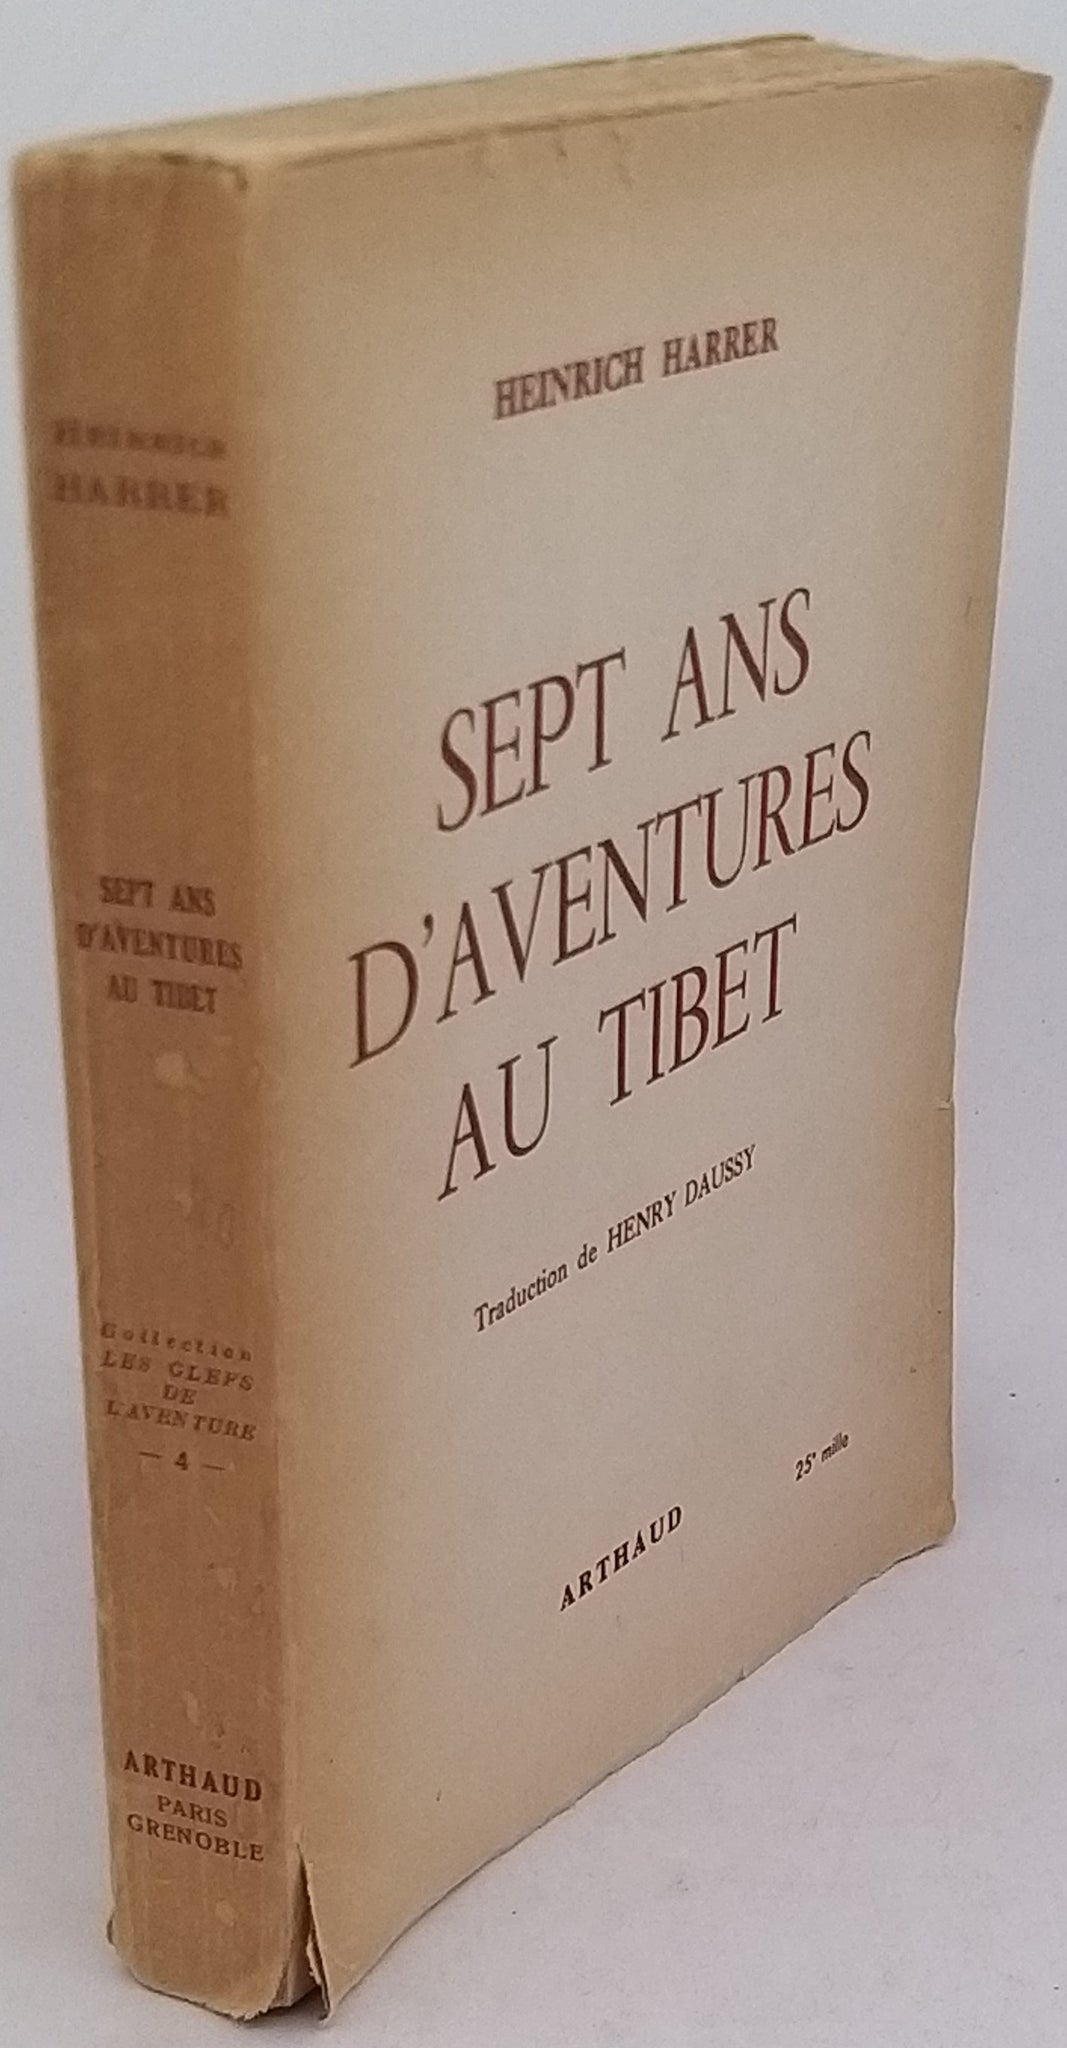 HEINRICH
HARRER
SEPT ANS
D'AVENTURES
AU TIBET
Collection
LES CLEFS
DE
L'AVENTURE
— 4 —
ARTHAUD
PARIS
GRENOBLE
HEINRICH HARRER
SEPT ANS
D'AVENTURES
AU TIBET
Traduction de HENRY DAUSSY
25e mille
ARTHAUD